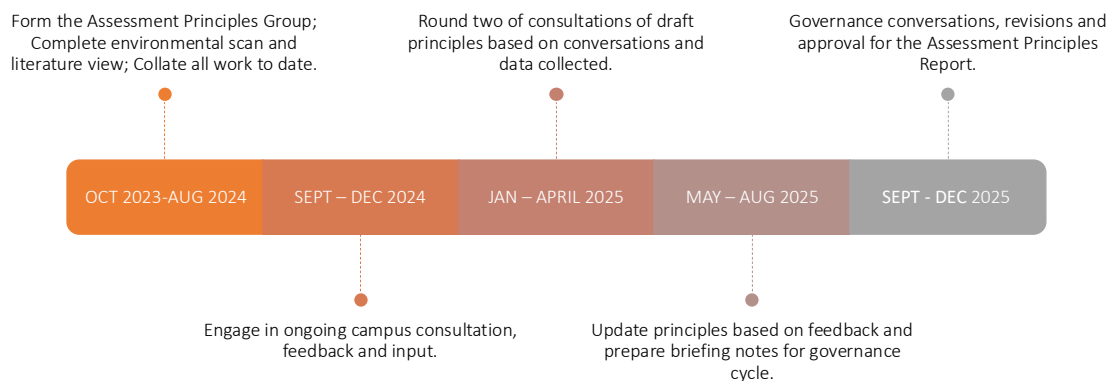 Form the Assessment Principles Group;
Complete environmental scan and
literature view; Collate all work to date.
Round two of consultations of draft
principles based on conversations and
data collected.
Governance conversations, revisions and
approval for the Assessment Principles
Report.
OCT 2023-AUG 2024
SEPT – DEC 2024
JAN – APRIL 2025
MAY – AUG 2025
SEPT - DEC 2025
Engage in ongoing campus consultation,
feedback and input.
Update principles based on feedback and
prepare briefing notes for governance
cycle.